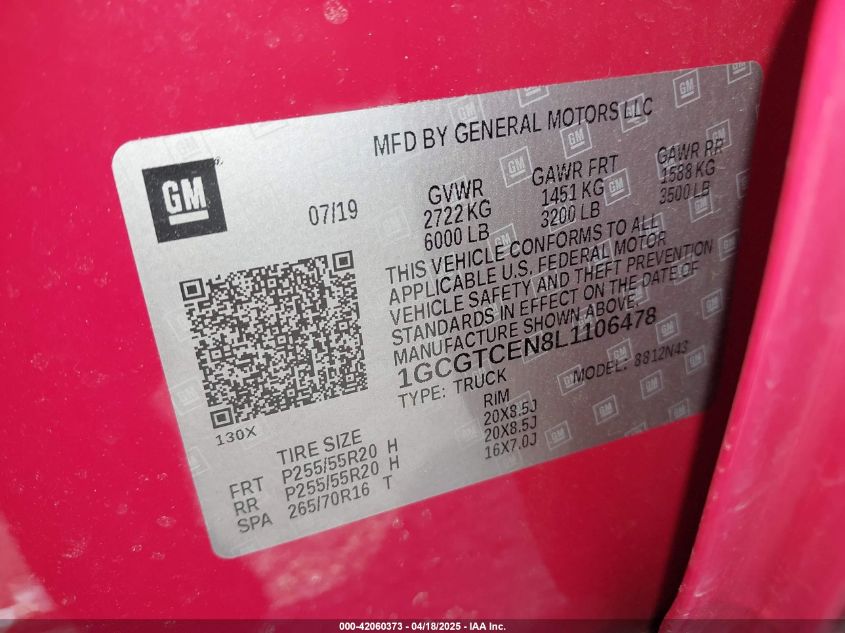 MFD BY GENERAL MOTORS LLC
GM
07/19
GVWR GAWR FRT GAWR RR
2722 KG 1451 KG 1588 KG
6000 LB 3200 LB 3500 LB
THIS VEHICLE CONFORMS TO ALL
APPLICABLE U.S. FEDERAL MOTOR
VEHICLE SAFETY AND THEFT PREVENTION
STANDARDS IN EFFECT ON THE DATE OF
MANUFACTURE SHOWN ABOVE.
1GCGTCEN8L1106478
TYPE: TRUCK MODEL: 8812N43
130X
TIRE SIZE RIM
FRT P255/55R20 H 20X8.5J
RR P255/55R20 H 20X8.5J
SPA 265/70R16 T 16X7.0J
000-42060373 - 04/18/2025 - IAA Inc.